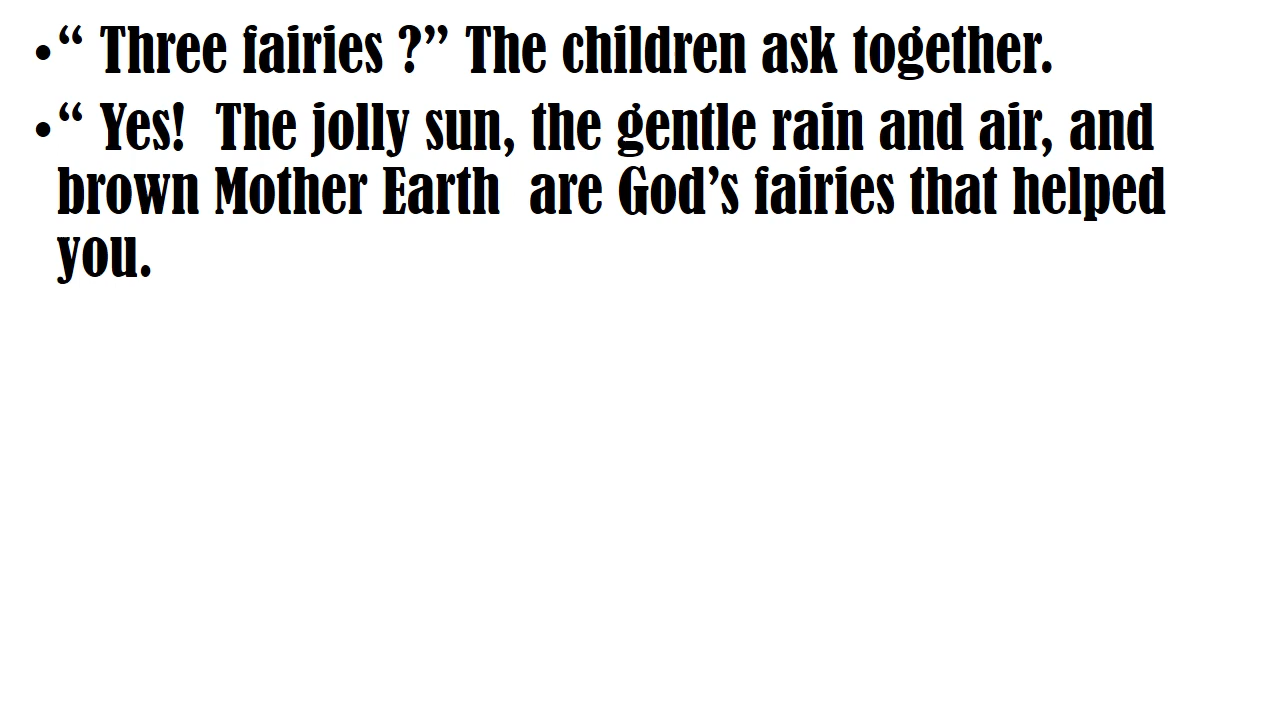 •“ Three fairies ?” The children ask together.
•“ Yes!  The jolly sun, the gentle rain and air, and
brown Mother Earth  are God’s fairies that helped
you.